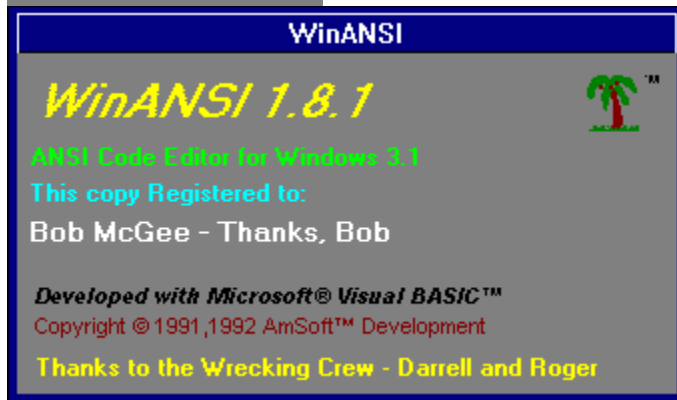 WinANSI
WinANSI 1.8.1
™
ANSI Code Editor for Windows 3.1
This copy Registered to:
Bob McGee - Thanks, Bob
Developed with Microsoft® Visual BASIC™
Copyright © 1991,1992 AmSoft™ Development
Thanks to the Wrecking Crew - Darrell and Roger